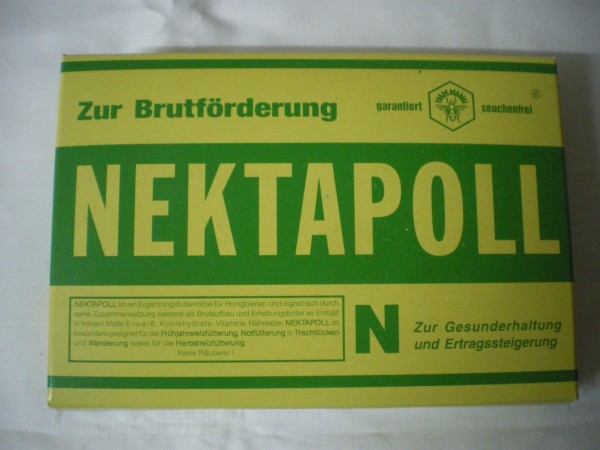 Zur Brutförderung
garantiert seuchenfrei ®
NEKTAPOLL
NEKTAPOLL ist ein Ergänzungsfuttermittel für Honigbienen und eignet sich durch
seine Zusammensetzung bestens als Brutaufbau und Erhaltungsfutter es Enthält
in hohem Maße Eiweiß, Kohlehydrate, Vitamine, Nährsalze, NEKTAPOLL ist
besonders geeignet für die Frühjahrsreizfütterung, Notfütterung in Trachtlücken
und Wanderung sowie für die Herbstreizfütterung.
Keine Räuberei !
N
Zur Gesunderhaltung
und Ertragssteigerung